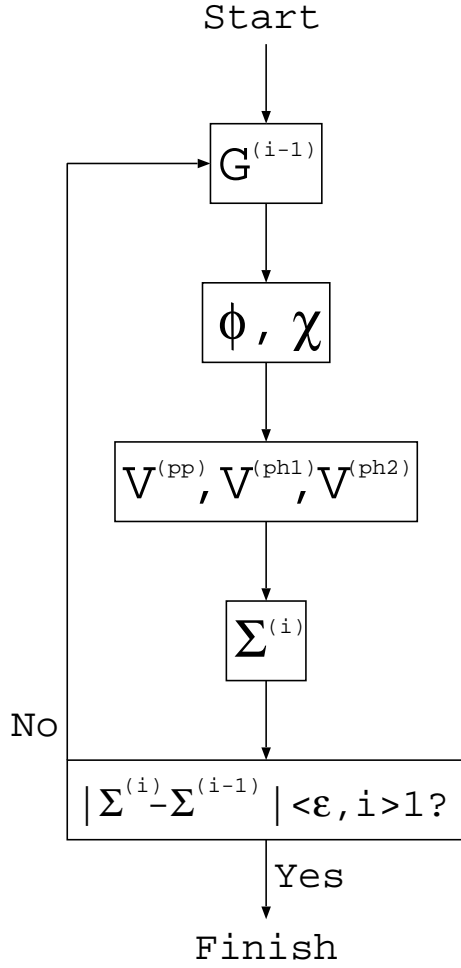 Start
G^(i-1)
ϕ, χ
V^(pp), V^(ph1), V^(ph2)
Σ^(i)
No
|Σ^(i)-Σ^(i-1)|<ε,i>1?
Yes
Finish